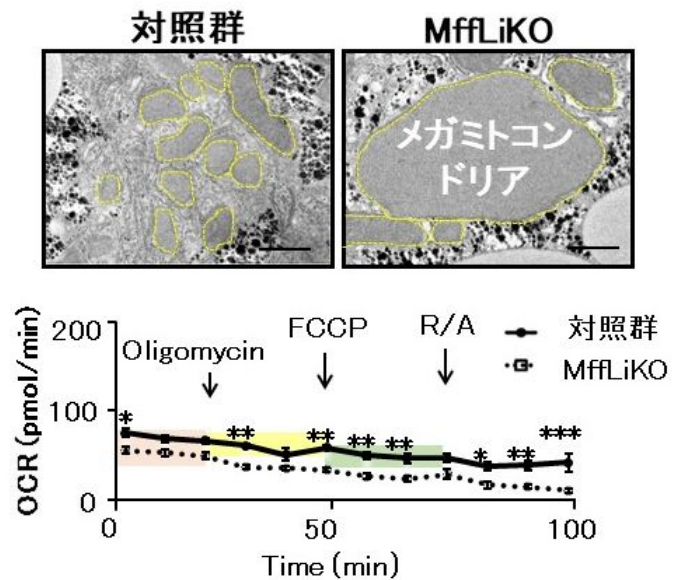 対照群
MffLiKO
メガミトコン
ドリア
200
100
0
OCR (pmol/min)
Oligomycin
FCCP
R/A
対照群
MffLiKO
*
**
**
**
**
*
**
***
0
50
100
Time (min)